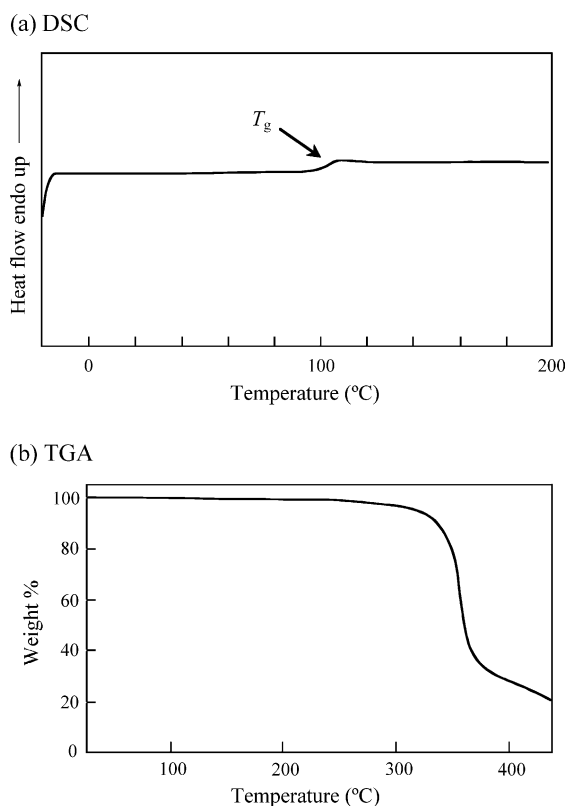 (a) DSC
Heat flow endo up
Tg
0
100
200
Temperature (ºC)
(b) TGA
Weight %
100
80
60
40
20
0
100
200
300
400
Temperature (ºC)